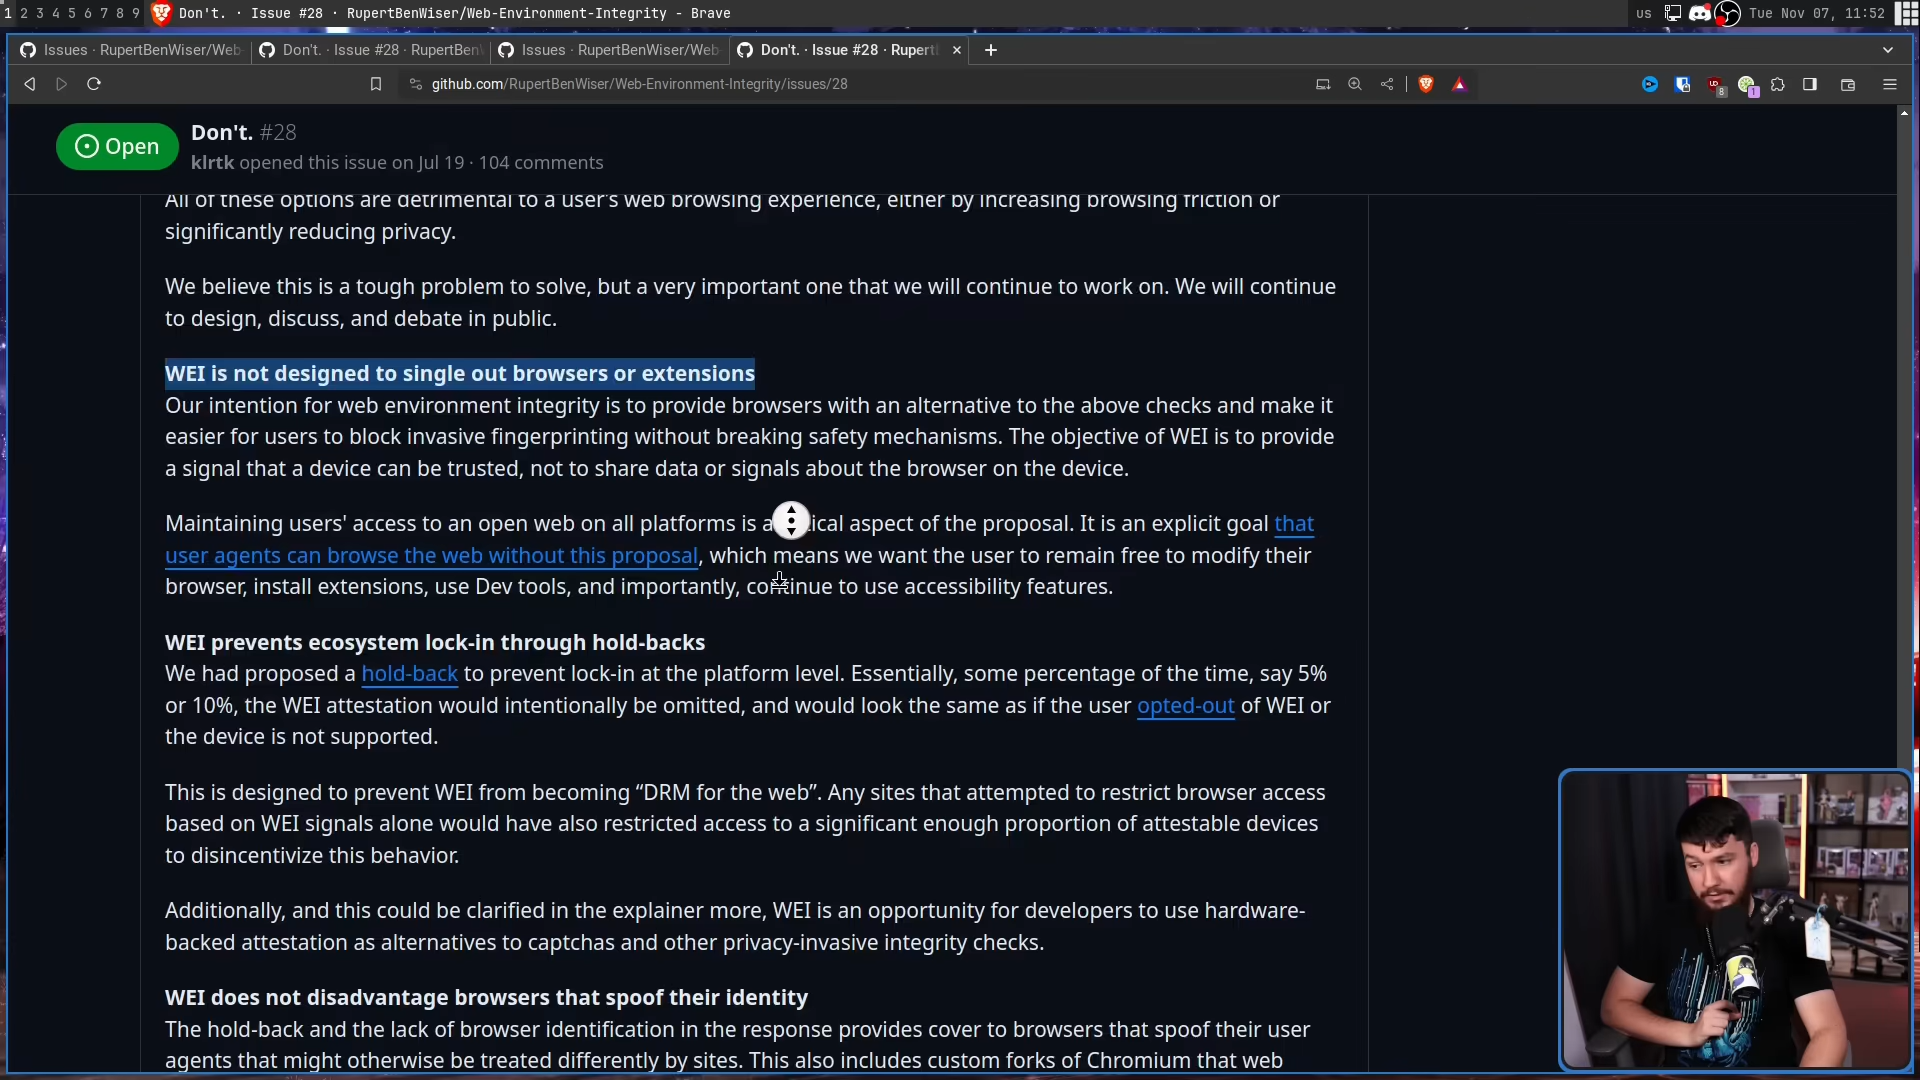 1 2 3 4 5 6 7 8 9 Don't. · Issue #28 · RupertBenWiser/Web-Environment-Integrity - Brave
us Tue Nov 07, 11:52
Issues · RupertBenWiser/Web-
Don't. · Issue #28 · RupertBen
Issues · RupertBenWiser/Web-
Don't. · Issue #28 · Rupert
github.com/RupertBenWiser/Web-Environment-Integrity/issues/28
8
1
Open
Don't. #28
klrtk opened this issue on Jul 19 · 104 comments
All of these options are detrimental to a user's web browsing experience, either by increasing browsing friction or
significantly reducing privacy.
We believe this is a tough problem to solve, but a very important one that we will continue to work on. We will continue
to design, discuss, and debate in public.
WEI is not designed to single out browsers or extensions
Our intention for web environment integrity is to provide browsers with an alternative to the above checks and make it
easier for users to block invasive fingerprinting without breaking safety mechanisms. The objective of WEI is to provide
a signal that a device can be trusted, not to share data or signals about the browser on the device.
Maintaining users' access to an open web on all platforms is a ical aspect of the proposal. It is an explicit goal that
user agents can browse the web without this proposal, which means we want the user to remain free to modify their
browser, install extensions, use Dev tools, and importantly, continue to use accessibility features.
WEI prevents ecosystem lock-in through hold-backs
We had proposed a hold-back to prevent lock-in at the platform level. Essentially, some percentage of the time, say 5%
or 10%, the WEI attestation would intentionally be omitted, and would look the same as if the user opted-out of WEI or
the device is not supported.
This is designed to prevent WEI from becoming “DRM for the web”. Any sites that attempted to restrict browser access
based on WEI signals alone would have also restricted access to a significant enough proportion of attestable devices
to disincentivize this behavior.
Additionally, and this could be clarified in the explainer more, WEI is an opportunity for developers to use hardware-
backed attestation as alternatives to captchas and other privacy-invasive integrity checks.
WEI does not disadvantage browsers that spoof their identity
The hold-back and the lack of browser identification in the response provides cover to browsers that spoof their user
agents that might otherwise be treated differently by sites. This also includes custom forks of Chromium that web